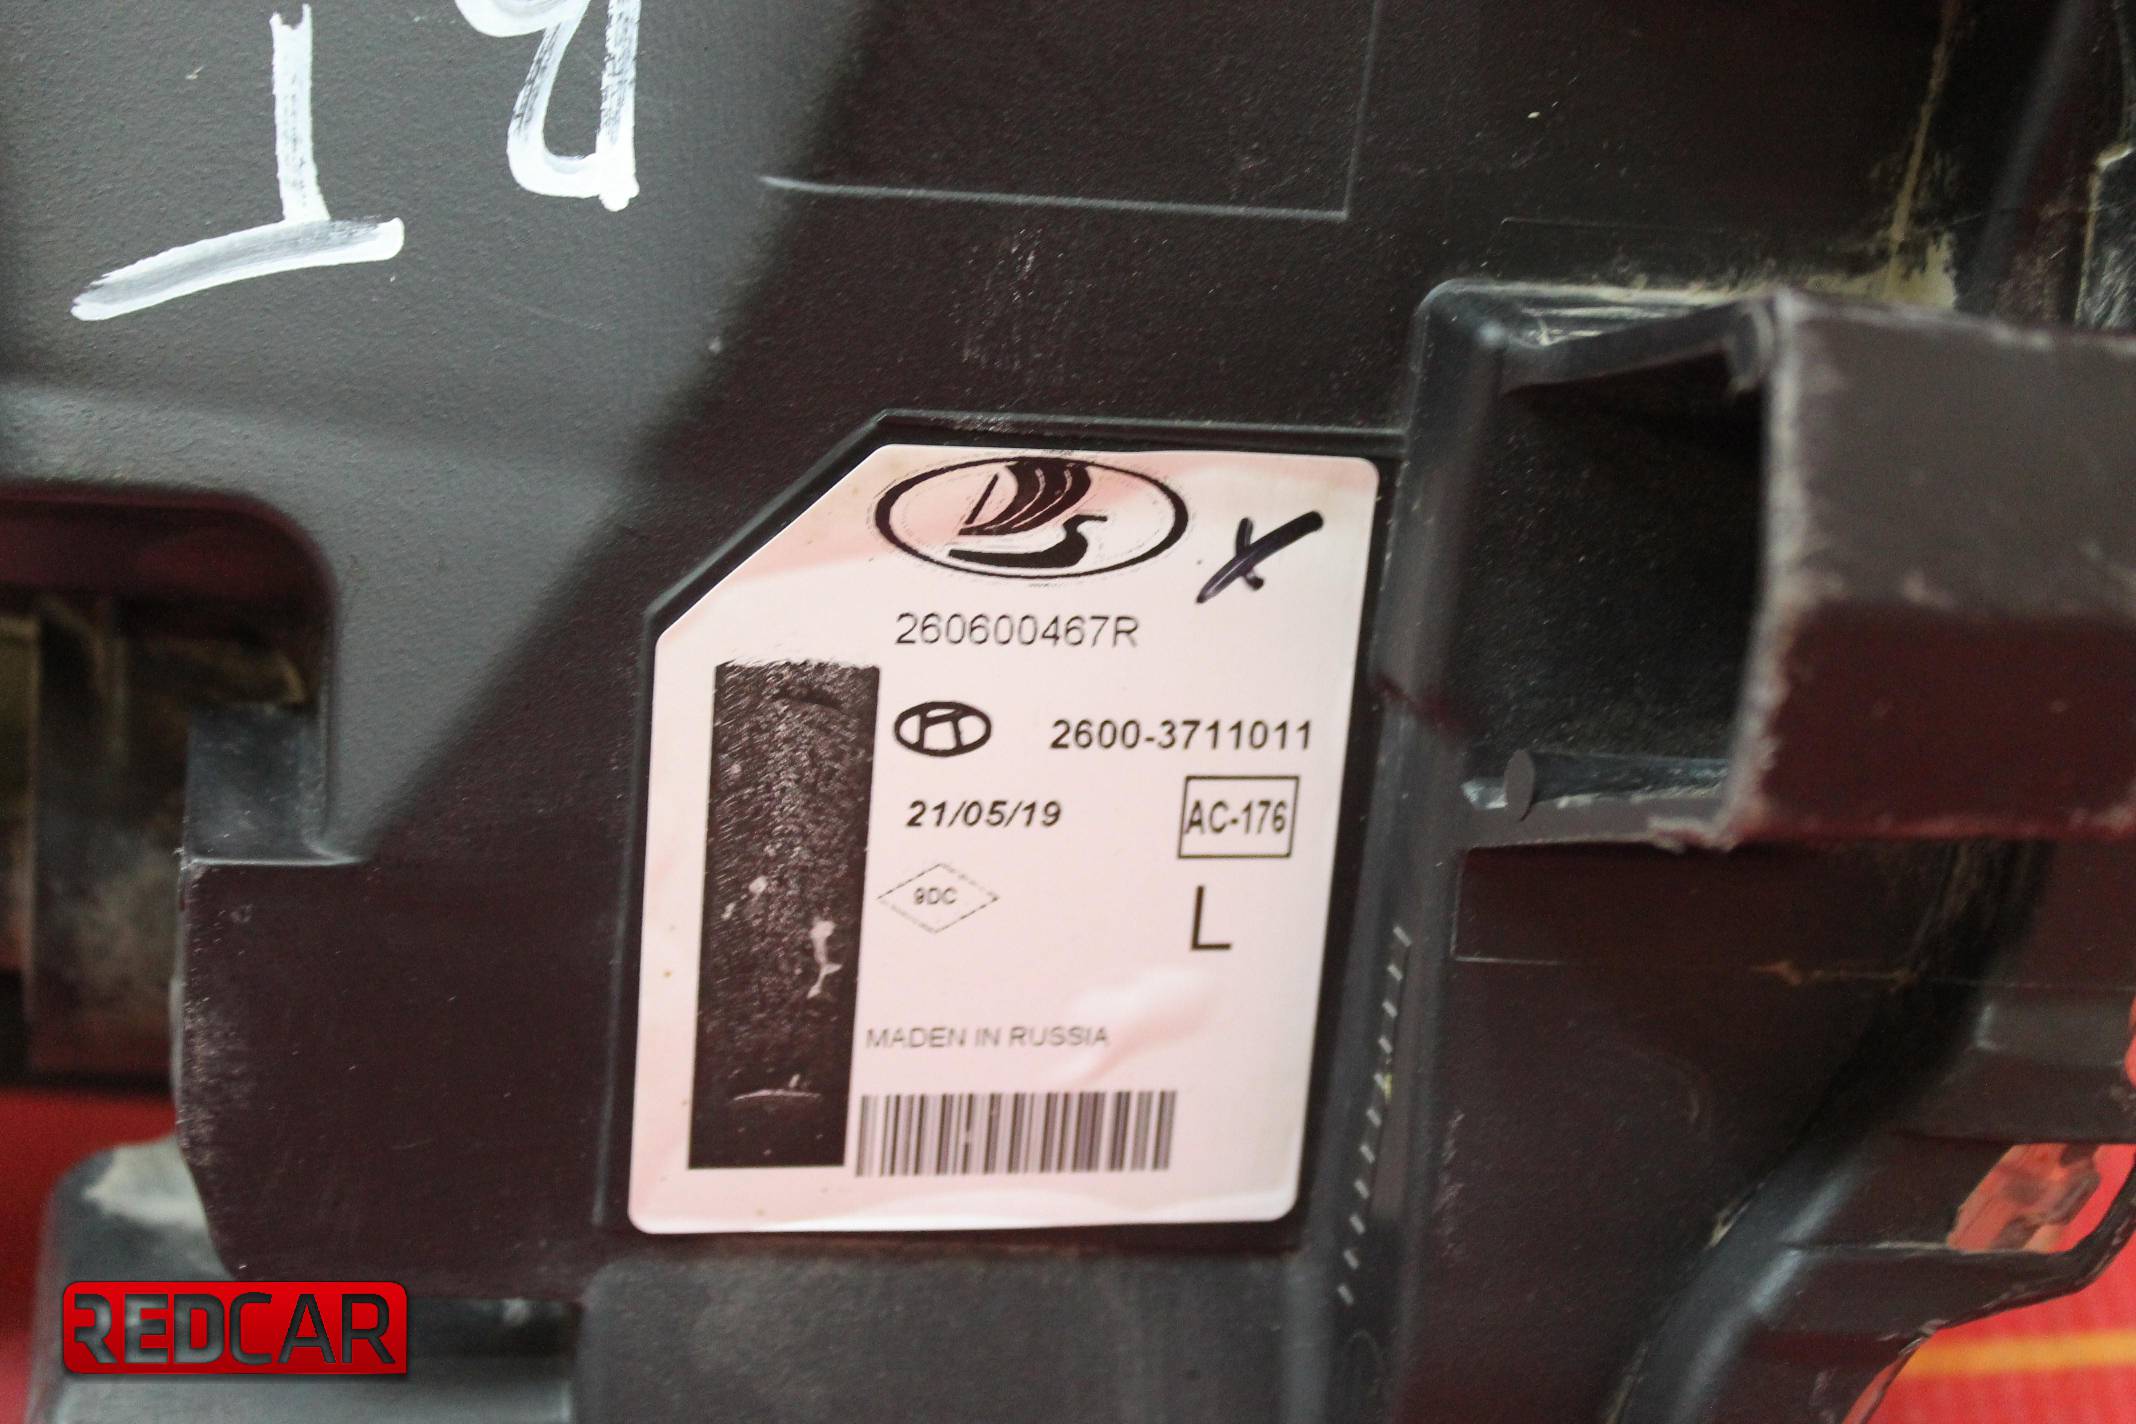 260600467R
2600-3711011
21/05/19
AC-176
9DC
L
MADEN IN RUSSIA
REDCAR